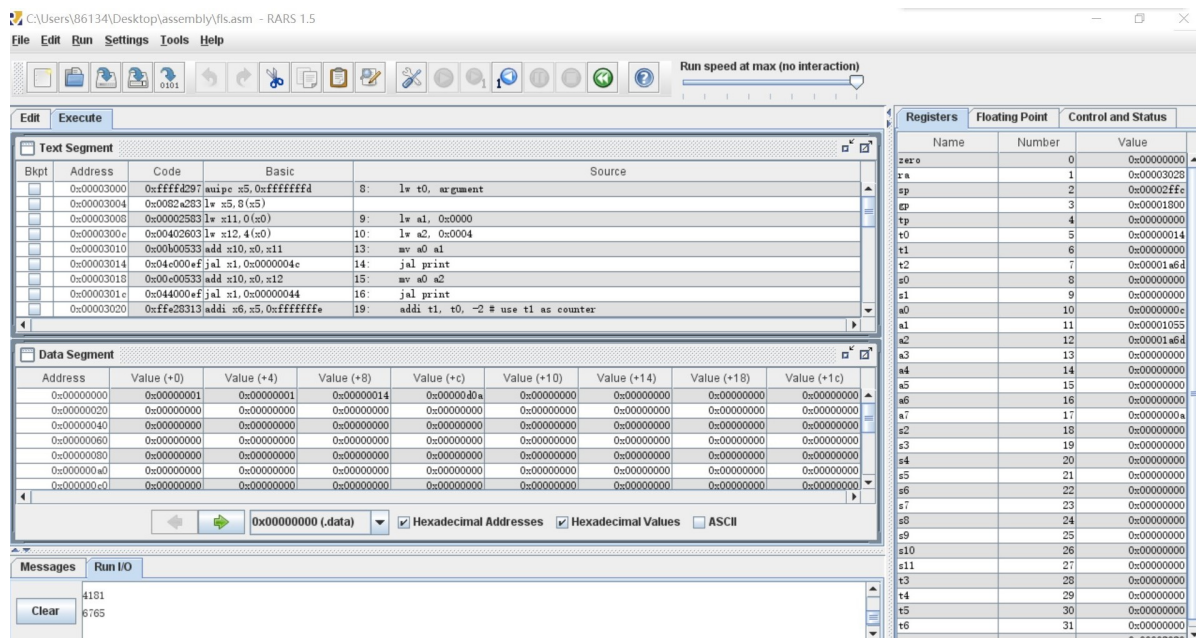 C:\Users\86134\Desktop\assembly\fls.asm - RARS 1.5
File Edit Run Settings Tools Help
Run speed at max (no interaction)
Edit Execute
Text Segment
Bkpt Address Code Basic Source
0x00003000 0xffffd297 auipc x5,0xfffffffd 8: lw t0, argument
0x00003004 0x0082a283 lw x5,8(x5)
0x00003008 0x00002583 lw x11,0(x0) 9: lw a1, 0x0000
0x0000300c 0x00402603 lw x12,4(x0) 10: lw a2, 0x0004
0x00003010 0x00b00533 add x10,x0,x11 13: mv a0 a1
0x00003014 0x04c000ef jal x1,0x0000004c 14: jal print
0x00003018 0x00c00533 add x10,x0,x12 15: mv a0 a2
0x0000301c 0x044000ef jal x1,0x00000044 16: jal print
0x00003020 0xffe28313 addi x6,x5,0xfffffffe 19: addi t1, t0, -2 # use t1 as counter
Data Segment
Address Value (+0) Value (+4) Value (+8) Value (+c) Value (+10) Value (+14) Value (+18) Value (+1c)
0x00000000 0x00000001 0x00000001 0x00000014 0x00000d0a 0x00000000 0x00000000 0x00000000 0x00000000
0x00000020 0x00000000 0x00000000 0x00000000 0x00000000 0x00000000 0x00000000 0x00000000 0x00000000
0x00000040 0x00000000 0x00000000 0x00000000 0x00000000 0x00000000 0x00000000 0x00000000 0x00000000
0x00000060 0x00000000 0x00000000 0x00000000 0x00000000 0x00000000 0x00000000 0x00000000 0x00000000
0x00000080 0x00000000 0x00000000 0x00000000 0x00000000 0x00000000 0x00000000 0x00000000 0x00000000
0x000000a0 0x00000000 0x00000000 0x00000000 0x00000000 0x00000000 0x00000000 0x00000000 0x00000000
0x000000c0 0x00000000 0x00000000 0x00000000 0x00000000 0x00000000 0x00000000 0x00000000 0x00000000
0x00000000 (.data) Hexadecimal Addresses Hexadecimal Values ASCII
Messages Run I/O
Clear
4181
6765
Registers Floating Point Control and Status
Name Number Value
zero 0 0x00000000
ra 1 0x00003028
sp 2 0x00002ffc
gp 3 0x00001800
tp 4 0x00000000
t0 5 0x00000014
t1 6 0x00000000
t2 7 0x00001a6d
s0 8 0x00000000
s1 9 0x00000000
a0 10 0x0000000c
a1 11 0x00001055
a2 12 0x00001a6d
a3 13 0x00000000
a4 14 0x00000000
a5 15 0x00000000
a6 16 0x00000000
a7 17 0x0000000a
s2 18 0x00000000
s3 19 0x00000000
s4 20 0x00000000
s5 21 0x00000000
s6 22 0x00000000
s7 23 0x00000000
s8 24 0x00000000
s9 25 0x00000000
s10 26 0x00000000
s11 27 0x00000000
t3 28 0x00000000
t4 29 0x00000000
t5 30 0x00000000
t6 31 0x00000000